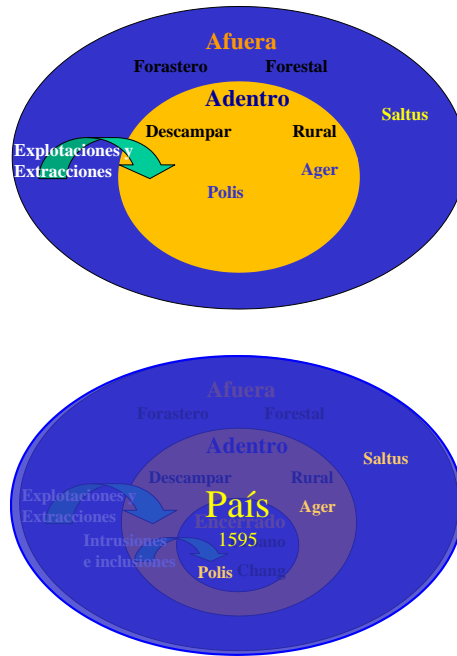 Afuera
Forastero Forestal
Adentro
Saltus
Descampar Rural
Explotaciones y
Extracciones
Ager
Polis
Afuera
Forastero Forestal
Adentro
Saltus
Descampar Rural
Explotaciones y
Extracciones
País
Ager
Encerrado
1595
Intrusiones
e inclusiones
Polis